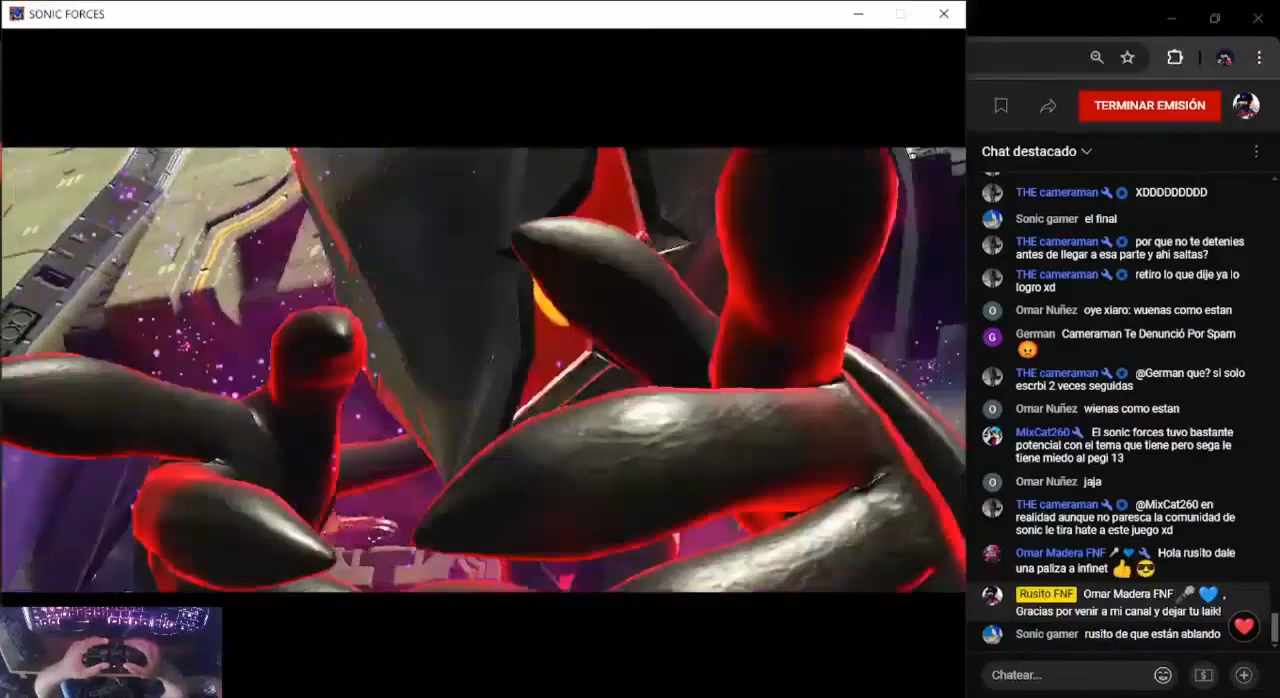 SONIC FORCES
TERMINAR EMISIÓN
Chat destacado
THE cameraman XDDDDDDDDD
Sonic gamer el final
THE cameraman por que no te detenies
antes de llegar a esa parte y ahi saltas?
THE cameraman retiro lo que dije ya lo
logro xd
O Omar Nuñez oye xiaro: wuenas como estan
G German Cameraman Te Denunció Por Spam
THE cameraman @German que? si solo
escrbi 2 veces seguidas
O Omar Nuñez wienas como estan
MixCat260 El sonic forces tuvo bastante
potencial con el tema que tiene pero sega le
tiene miedo al pegi 13
O Omar Nuñez jaja
THE cameraman @MixCat260 en
realidad aunque no paresca la comunidad de
sonic le tira hate a este juego xd
Omar Madera FNF Hola rusito dale
una paliza a infinet
Rusito FNF Omar Madera FNF ,
Gracias por venir a mi canal y dejar tu laik!
Sonic gamer rusito de que están ablando
Chatear...